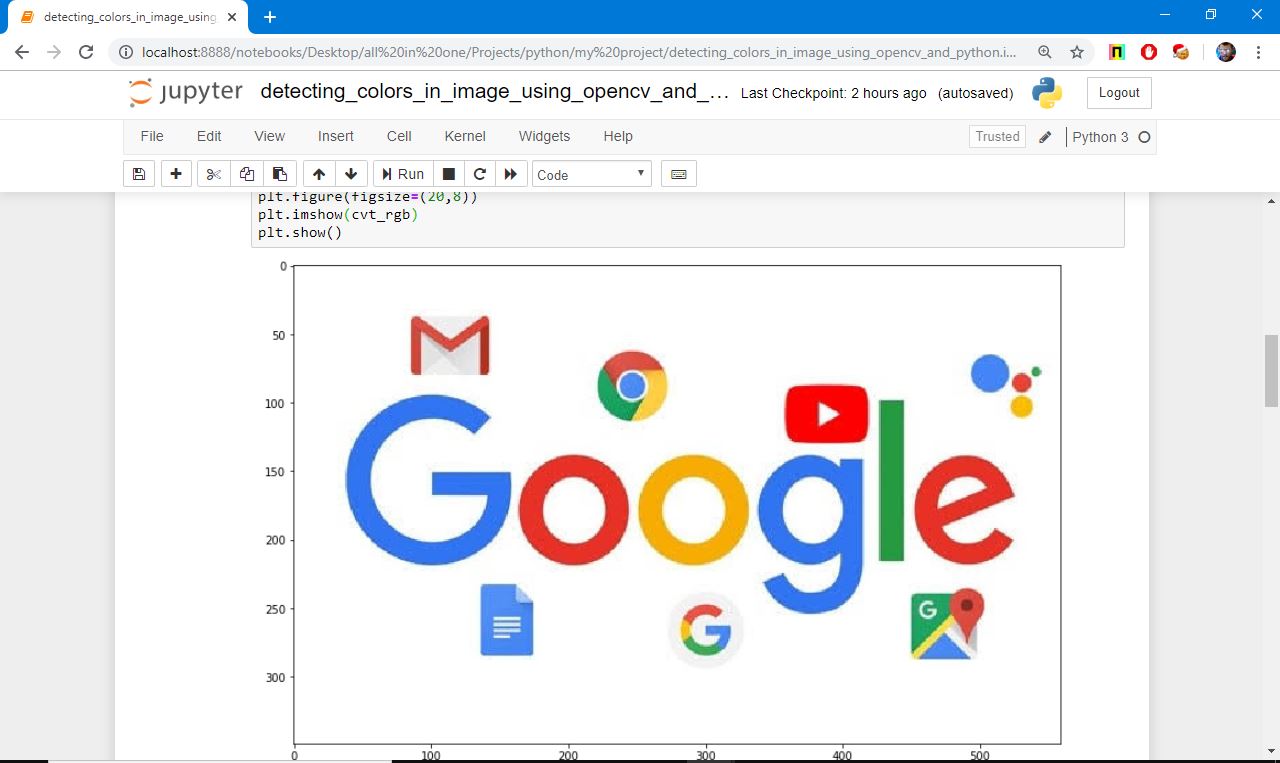 detecting_colors_in_image_using
localhost:8888/notebooks/Desktop/all%20in%20one/Projects/python/my%20project/detecting_colors_in_image_using_opencv_and_python.i...
jupyter detecting_colors_in_image_using_opencv_and_... Last Checkpoint: 2 hours ago (autosaved) Logout
File Edit View Insert Cell Kernel Widgets Help Trusted Python 3
Run Code
plt.figure(figsize=(20,8))
plt.imshow(cvt_rgb)
plt.show()
0
50
100
150
200
250
300
Google
G G
0 100 200 300 400 500